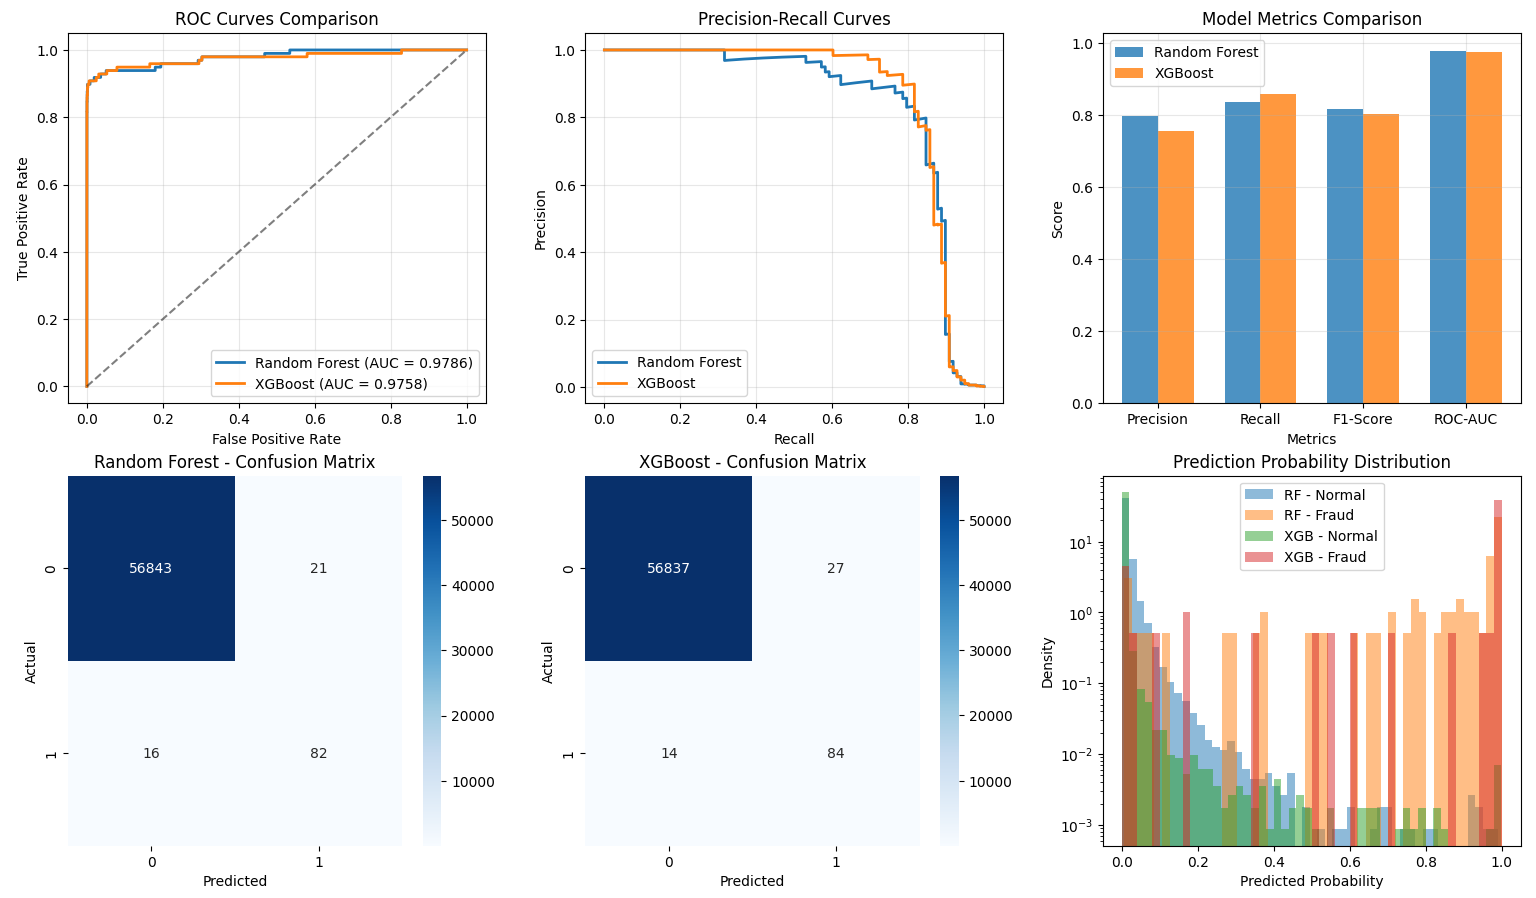 ROC Curves Comparison
True Positive Rate
1.0
0.8
0.6
0.4
0.2
0.0
Random Forest (AUC = 0.9786)
XGBoost (AUC = 0.9758)
0.0 0.2 0.4 0.6 0.8 1.0
False Positive Rate
Precision-Recall Curves
Precision
1.0
0.8
0.6
0.4
0.2
0.0
Random Forest
XGBoost
0.0 0.2 0.4 0.6 0.8 1.0
Recall
Model Metrics Comparison
Score
1.0
0.8
0.6
0.4
0.2
0.0
Random Forest
XGBoost
Precision Recall F1-Score ROC-AUC
Metrics
Random Forest - Confusion Matrix
Actual
0
1
56843 21
16 82
0 1
Predicted
50000
40000
30000
20000
10000
XGBoost - Confusion Matrix
Actual
0
1
56837 27
14 84
0 1
Predicted
50000
40000
30000
20000
10000
Prediction Probability Distribution
Density
10¹
10⁰
10⁻¹
10⁻²
10⁻³
RF - Normal
RF - Fraud
XGB - Normal
XGB - Fraud
0.0 0.2 0.4 0.6 0.8 1.0
Predicted Probability